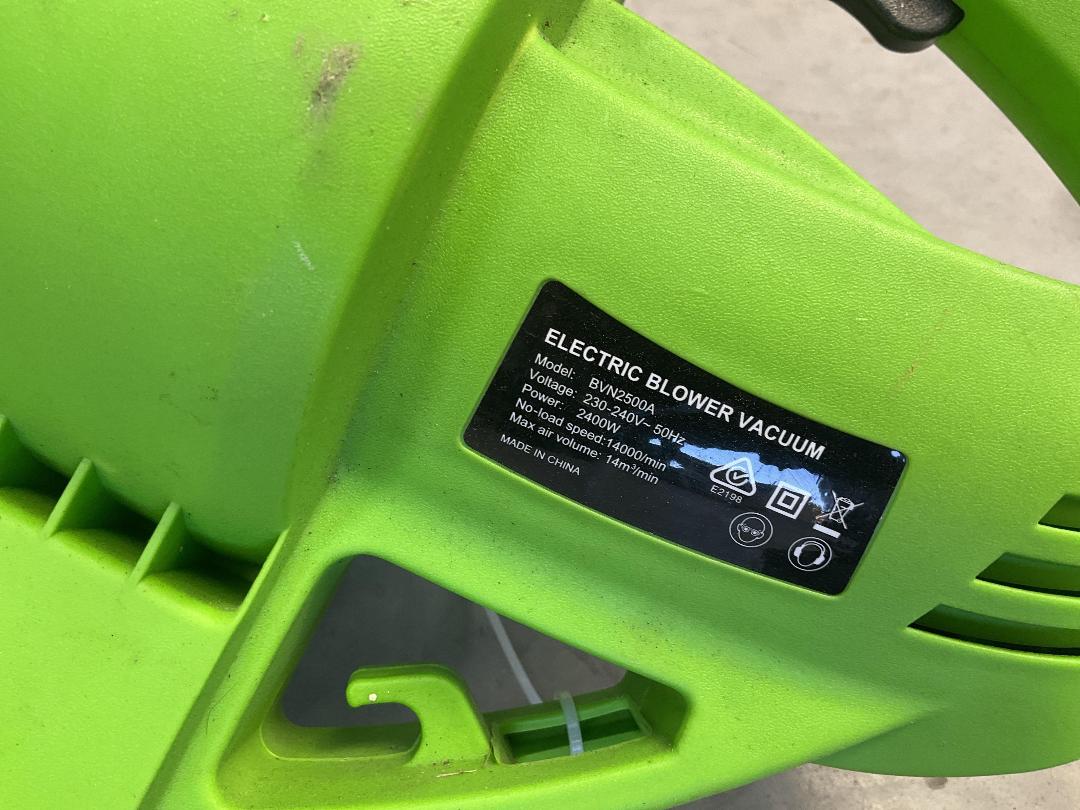 ELECTRIC BLOWER VACUUM
Model: BVN2500A
Voltage: 230-240V~ 50Hz
Power: 2400W
No-load speed:14000/min
Max air volume: 14m³/min
MADE IN CHINA
E2198